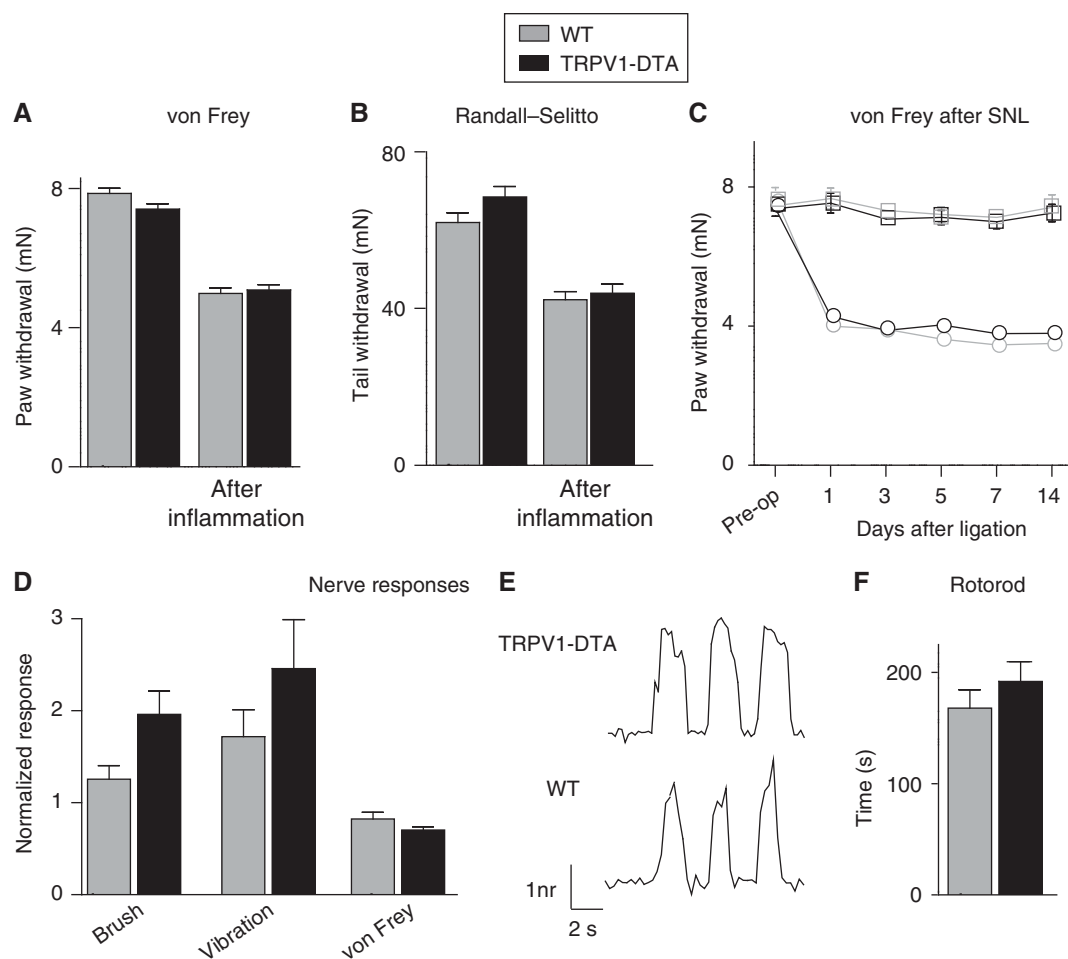 WT
TRPV1-DTA
A
von Frey
Paw withdrawal (mN)
8
4
0
After
inflammation
B
Randall–Selitto
Tail withdrawal (mN)
80
40
0
After
inflammation
C
von Frey after SNL
Paw withdrawal (mN)
8
4
0
Pre-op
1
3
5
7
14
Days after ligation
D
Nerve responses
Normalized response
3
2
1
0
Brush
Vibration
von Frey
E
TRPV1-DTA
WT
1nr
2 s
F
Rotorod
Time (s)
200
100
0